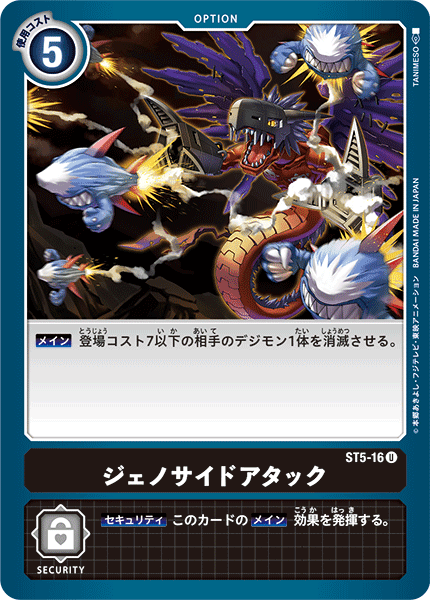 OPTION
使用コスト
5
TANIMESO
メイン 登場コスト7以下の相手のデジモン1体を消滅させる。
©本郷あきよし・フジテレビ・東映アニメーション BANDAI MADE IN JAPAN
ST5-16 U
ジェノサイドアタック
セキュリティ このカードの メイン 効果を発揮する。
SECURITY